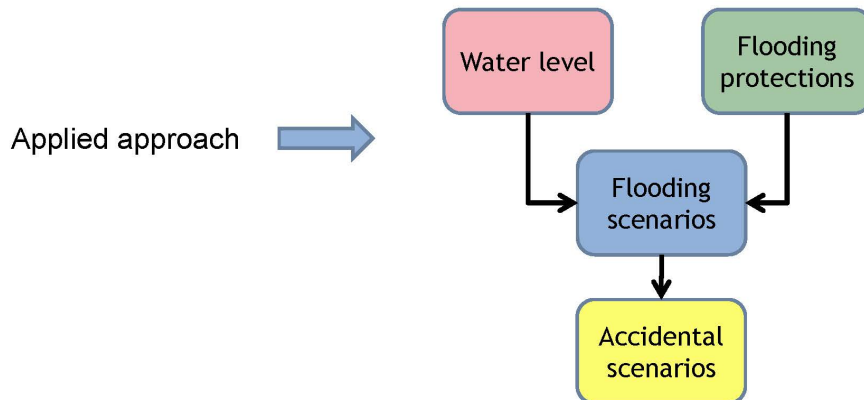 Water level
Flooding
protections
Applied approach
Flooding
scenarios
Accidental
scenarios